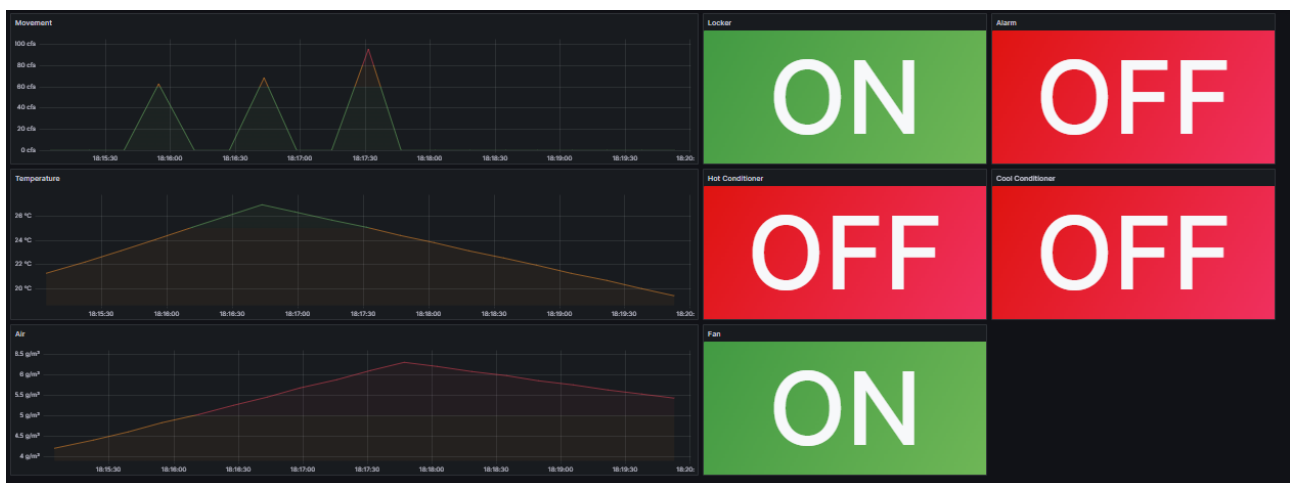 Movement
100 cfs
80 cfs
60 cfs
40 cfs
20 cfs
0 cfs
18:15:30 18:16:00 18:16:30 18:17:00 18:17:30 18:18:00 18:18:30 18:19:00 18:19:30 18:20:
Locker
ON
Alarm
OFF
Temperature
26 °C
24 °C
22 °C
20 °C
18:15:30 18:16:00 18:16:30 18:17:00 18:17:30 18:18:00 18:18:30 18:19:00 18:19:30 18:20:
Hot Conditioner
OFF
Cool Conditioner
OFF
Air
6.5 g/m³
6 g/m³
5.5 g/m³
5 g/m³
4.5 g/m³
4 g/m³
18:15:30 18:16:00 18:16:30 18:17:00 18:17:30 18:18:00 18:18:30 18:19:00 18:19:30 18:20:
Fan
ON